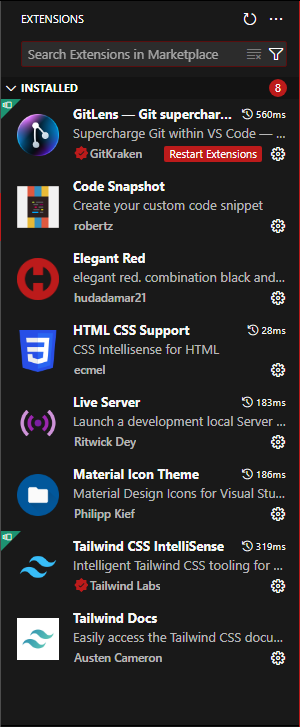 EXTENSIONS
Search Extensions in Marketplace
INSTALLED 8
GitLens — Git superchar... 560ms
Supercharge Git within VS Code — ...
GitKraken Restart Extensions
Code Snapshot
Create your custom code snippet
robertz
Elegant Red
elegant red. combination black and...
hudadamar21
HTML CSS Support 28ms
CSS Intellisense for HTML
ecmel
Live Server 183ms
Launch a development local Server ...
Ritwick Dey
Material Icon Theme 186ms
Material Design Icons for Visual Stu...
Philipp Kief
Tailwind CSS IntelliSense 319ms
Intelligent Tailwind CSS tooling for ...
Tailwind Labs
Tailwind Docs
Easily access the Tailwind CSS docu...
Austen Cameron